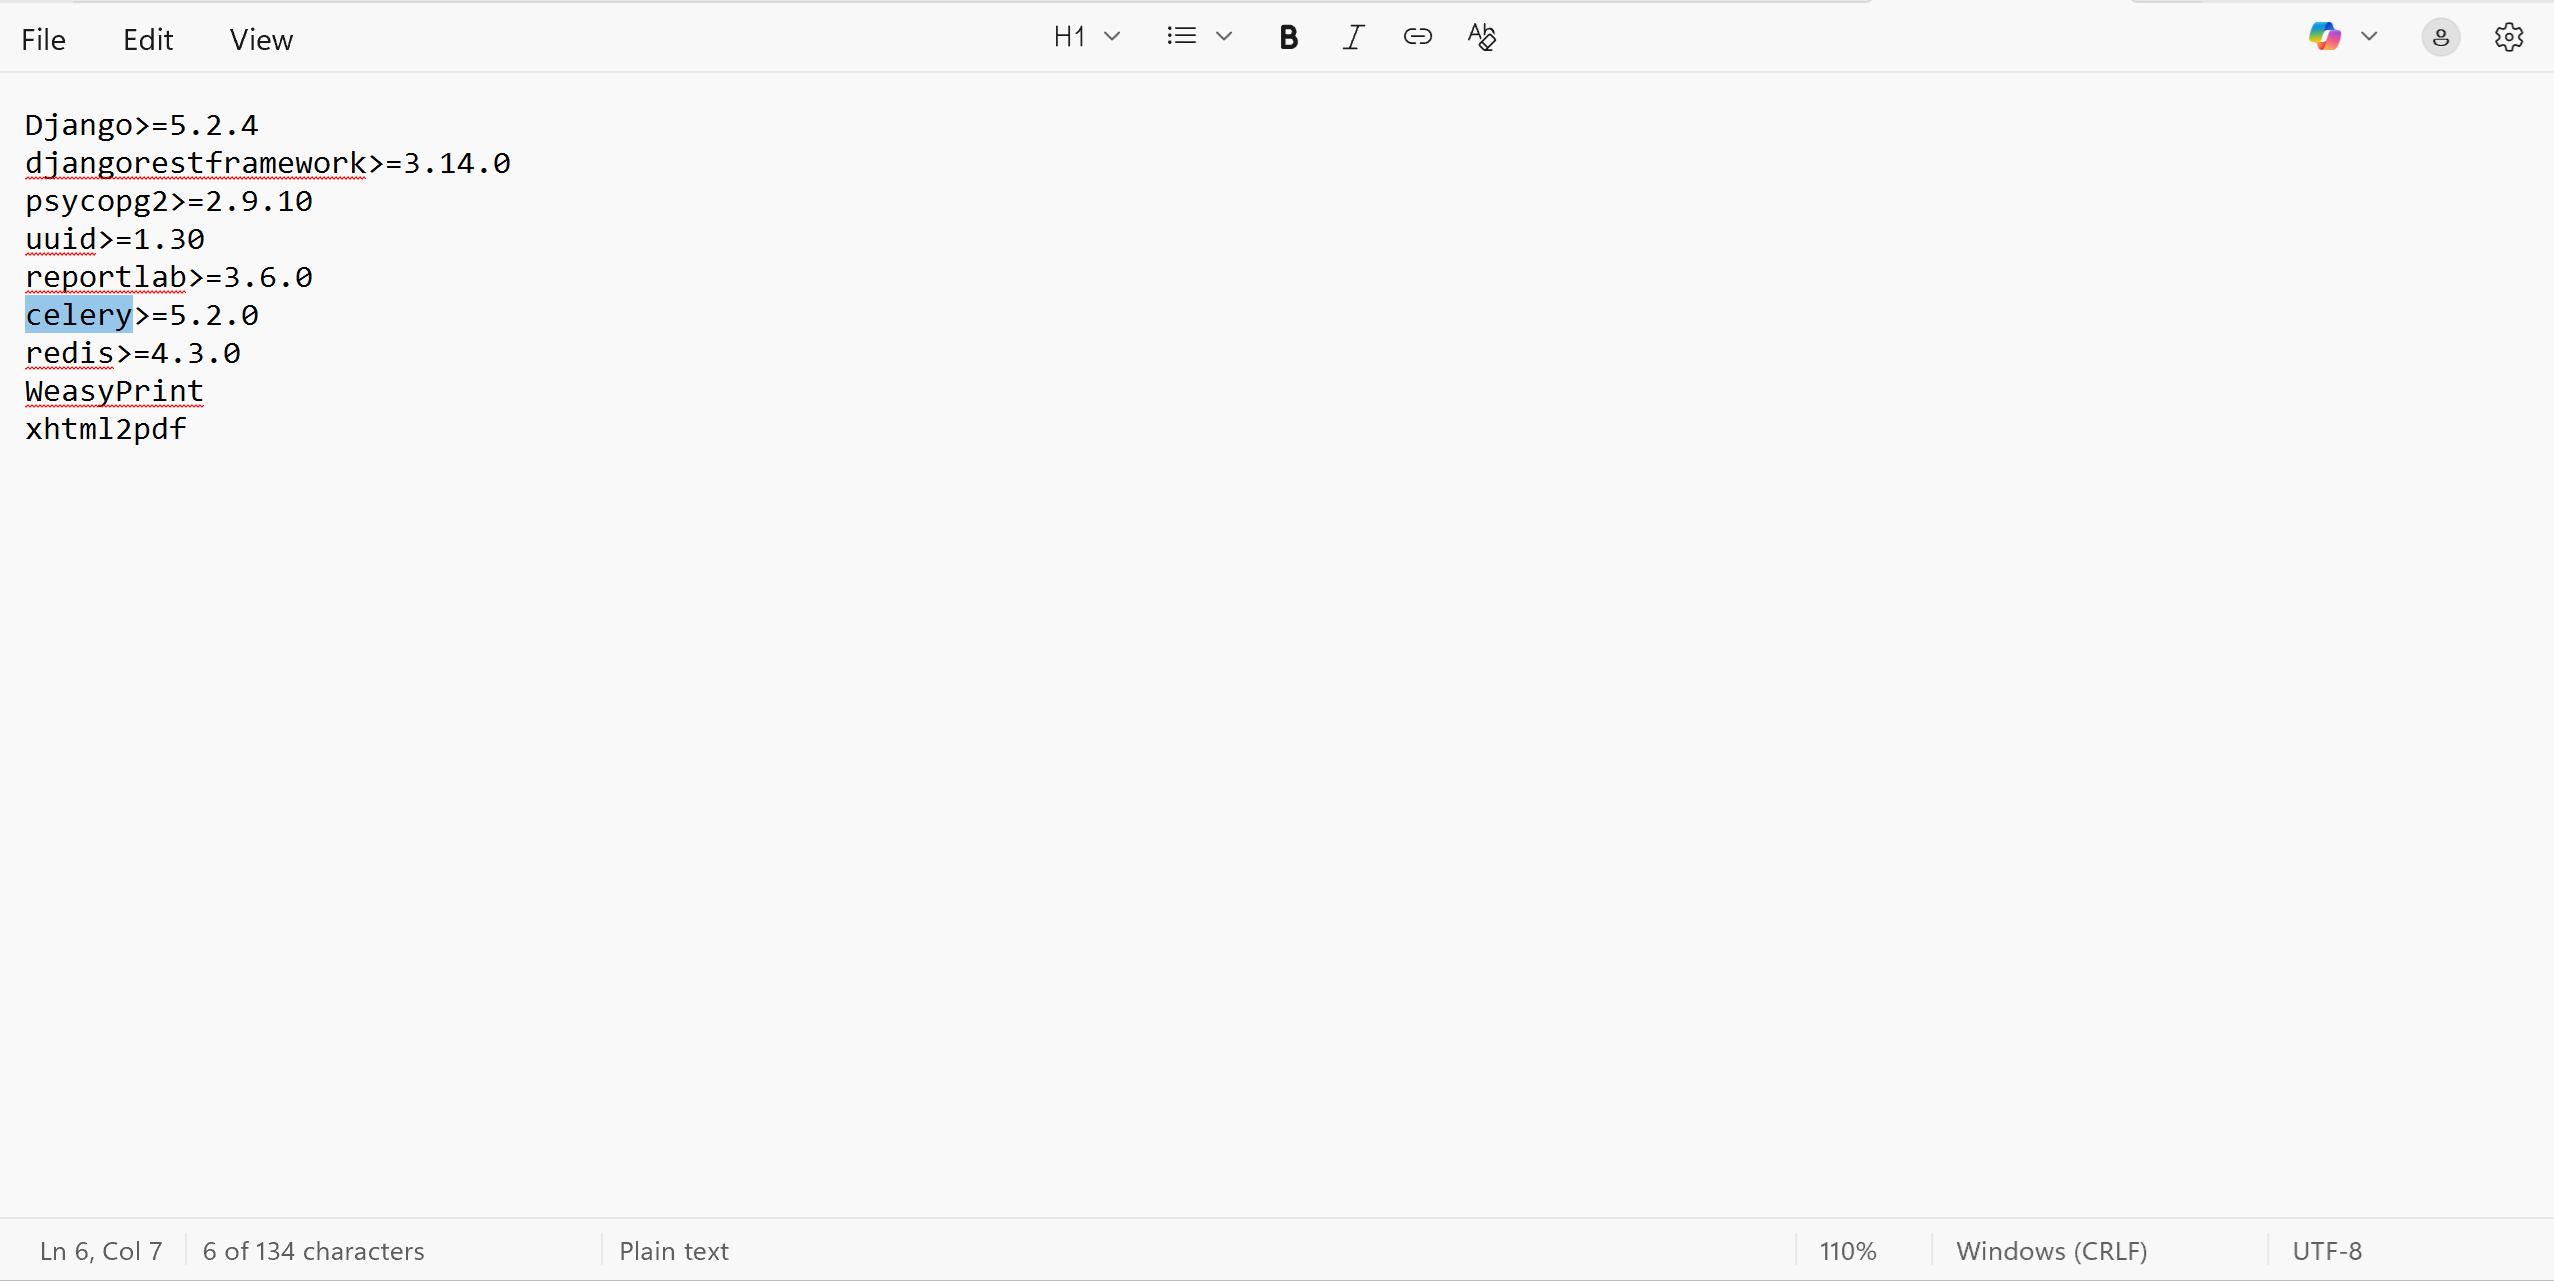 File Edit View H1 B I Ab
Django>=5.2.4
djangorestframework>=3.14.0
psycopg2>=2.9.10
uuid>=1.30
reportlab>=3.6.0
celery>=5.2.0
redis>=4.3.0
WeasyPrint
xhtml2pdf
Ln 6, Col 7 6 of 134 characters Plain text 110% Windows (CRLF) UTF-8